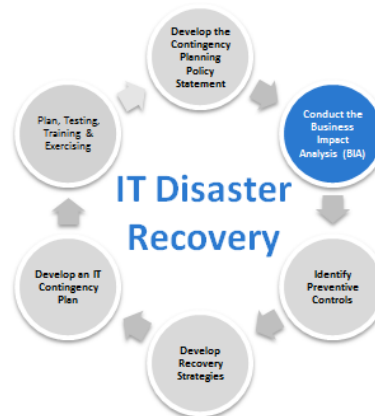 Develop the
Contingency
Planning
Policy
Statement
Conduct the
Business
Impact
Analysis (BIA)
Identify
Preventive
Controls
Develop
Recovery
Strategies
Develop an IT
Contingency
Plan
Plan, Testing,
Training &
Exercising
IT Disaster
Recovery